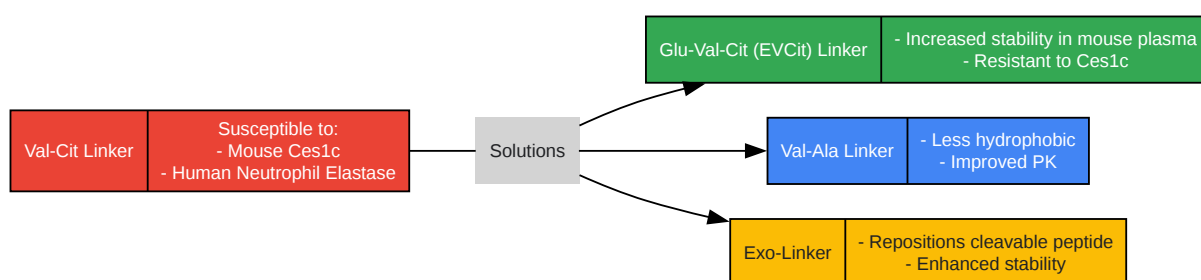 Val-Cit Linker
Susceptible to:
- Mouse Ces1c
- Human Neutrophil Elastase
Solutions
Glu-Val-Cit (EVCit) Linker
- Increased stability in mouse plasma
- Resistant to Ces1c
Val-Ala Linker
- Less hydrophobic
- Improved PK
Exo-Linker
- Repositions cleavable peptide
- Enhanced stability